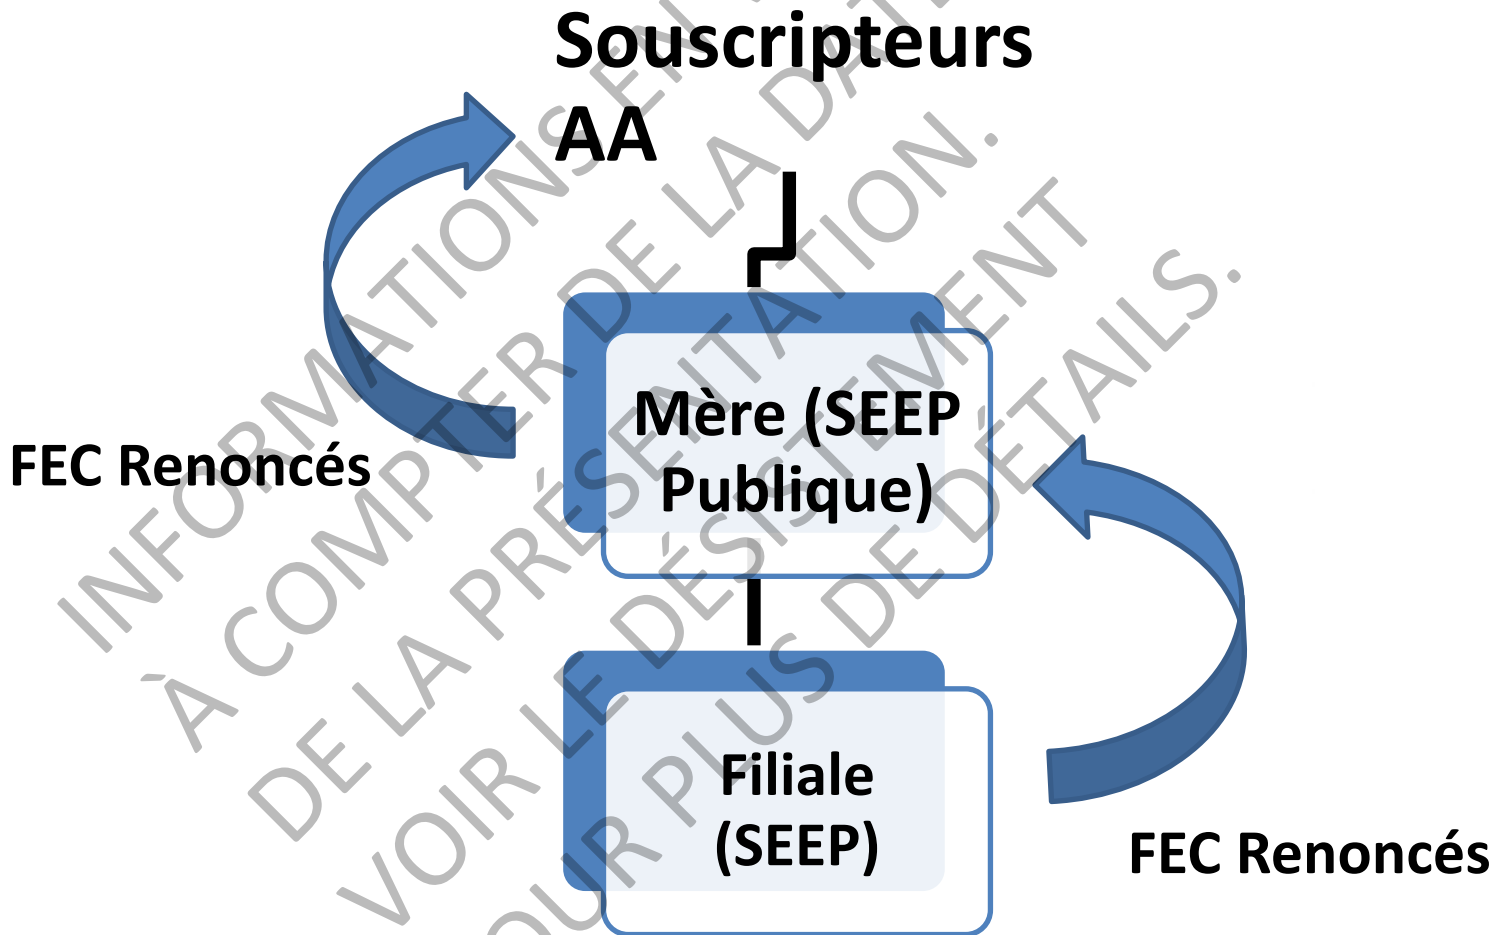 Souscripteurs
AA
Mère (SEEP
Publique)
FEC Renoncés
Filiale
(SEEP)
FEC Renoncés
INFORMATIONS EN
À COMPTER DE LA DATE
DE LA PRÉSENTATION.
VOIR LE DÉSISTEMENT
POUR PLUS DE DÉTAILS.